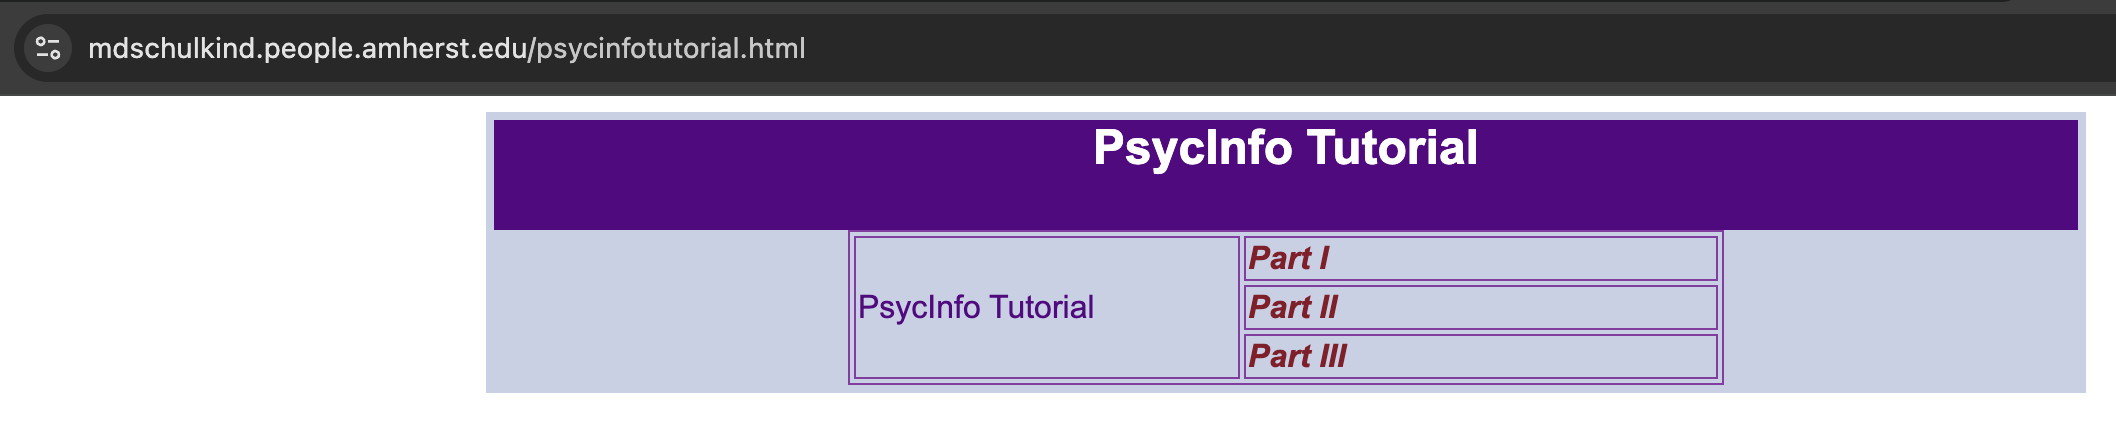 mdschulkind.people.amherst.edu/psycinfotutorial.html
PsycInfo Tutorial
PsycInfo Tutorial
Part I
Part II
Part III